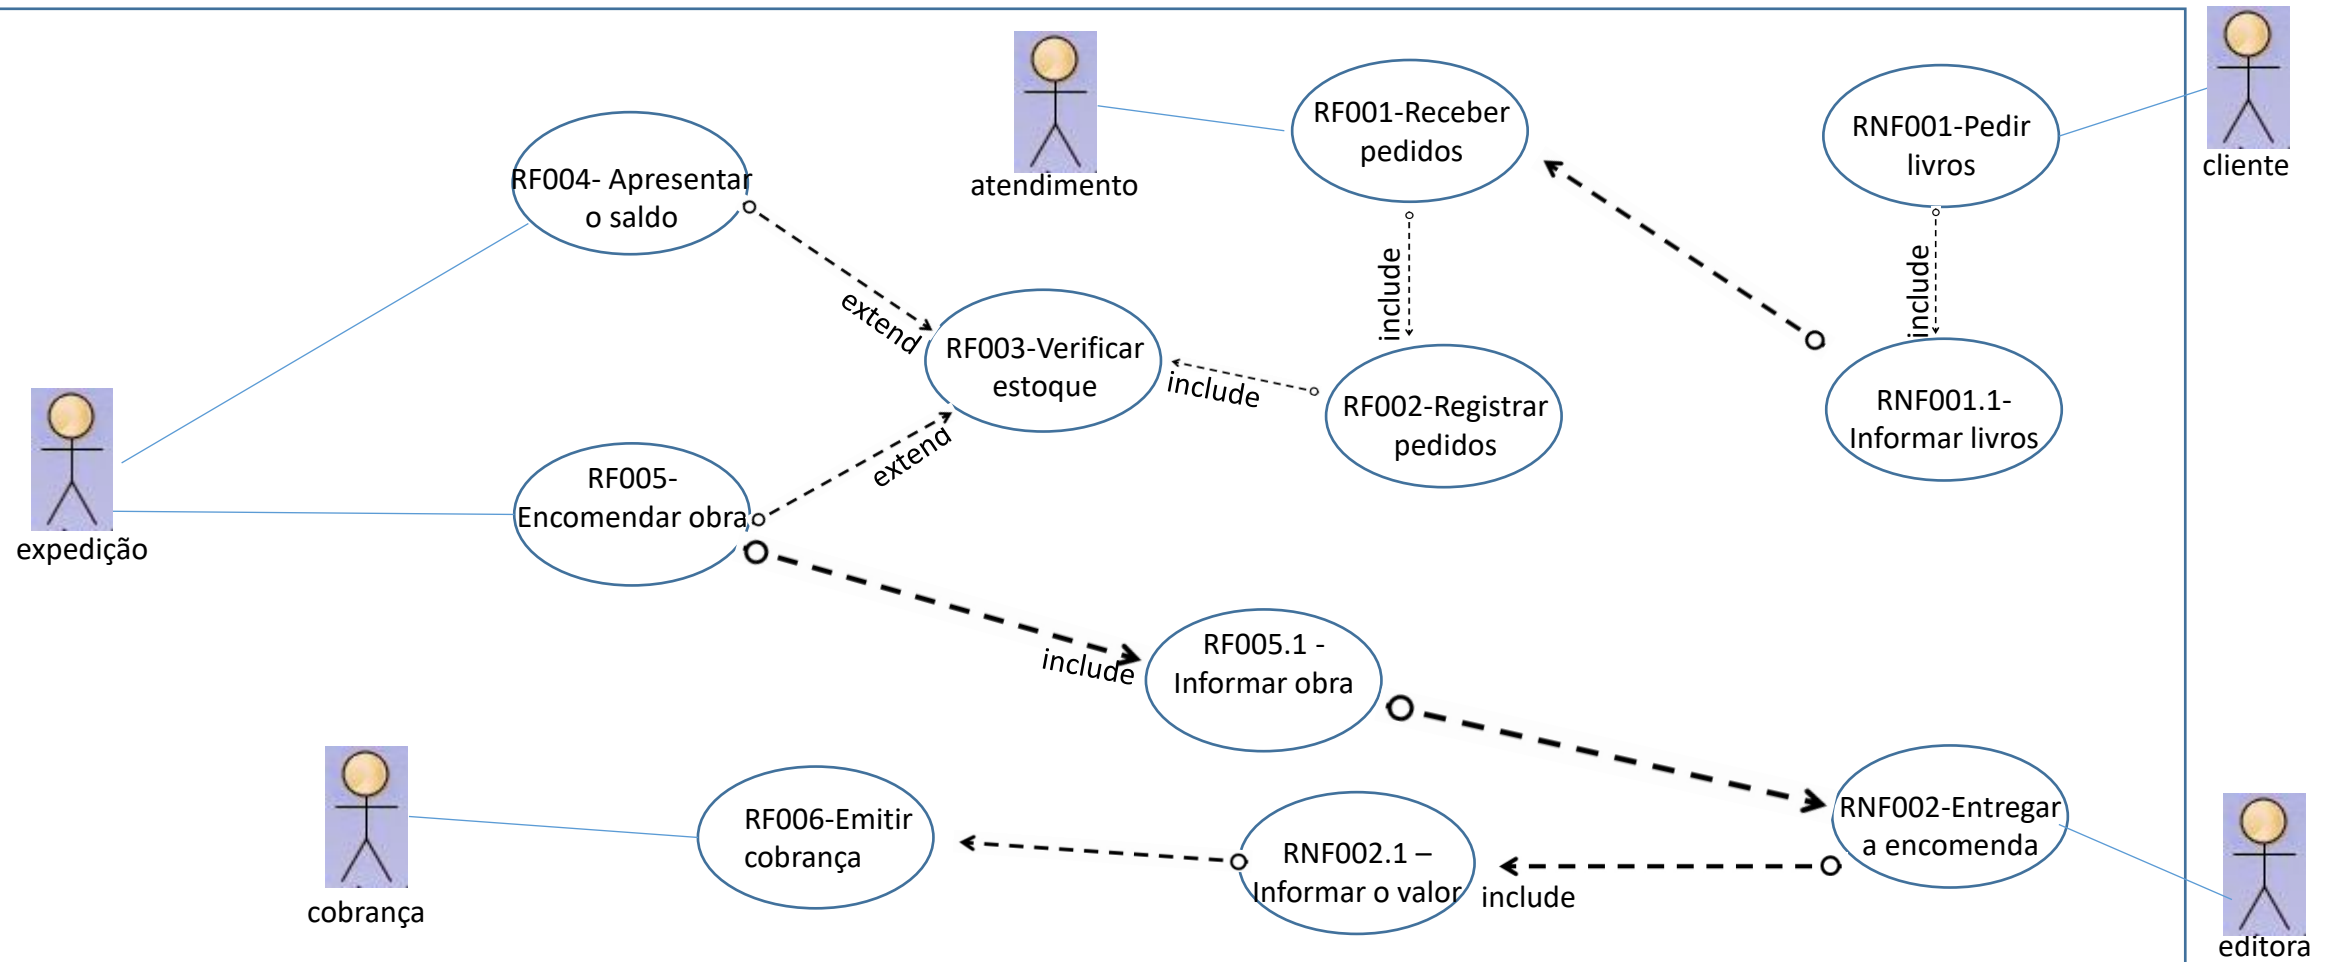 RF001-Receber
pedidos
RNF001-Pedir
livros
cliente
atendimento
RF004- Apresentar
o saldo
include
include
extend
RF003-Verificar
estoque
include
RF002-Registrar
pedidos
RNF001.1-
Informar livros
extend
RF005-
Encomendar obra
expedição
include
RF005.1 -
Informar obra
RF006-Emitir
cobrança
RNF002.1 –
Informar o valor
include
RNF002-Entregar
a encomenda
cobrança
editora